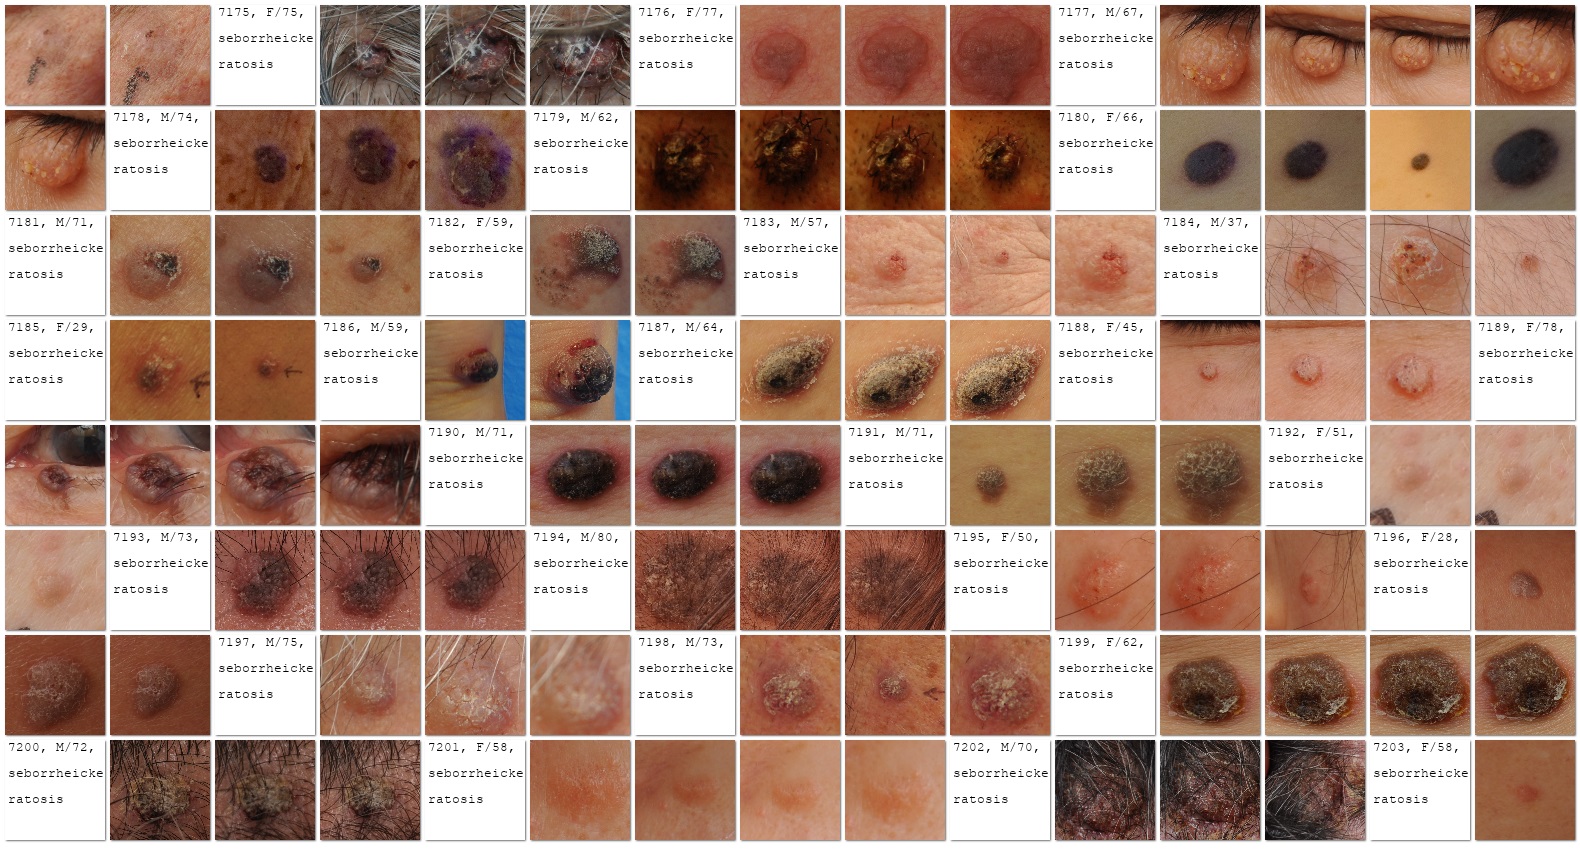 7175, F/75,
seborrheicke
ratosis
7176, F/77,
seborrheicke
ratosis
7177, M/67,
seborrheicke
ratosis
7178, M/74,
seborrheicke
ratosis
7179, M/62,
seborrheicke
ratosis
7180, F/66,
seborrheicke
ratosis
7181, M/71,
seborrheicke
ratosis
7182, F/59,
seborrheicke
ratosis
7183, M/57,
seborrheicke
ratosis
7184, M/37,
seborrheicke
ratosis
7185, F/29,
seborrheicke
ratosis
7186, M/59,
seborrheicke
ratosis
7187, M/64,
seborrheicke
ratosis
7188, F/45,
seborrheicke
ratosis
7189, F/78,
seborrheicke
ratosis
7190, M/71,
seborrheicke
ratosis
7191, M/71,
seborrheicke
ratosis
7192, F/51,
seborrheicke
ratosis
7193, M/73,
seborrheicke
ratosis
7194, M/80,
seborrheicke
ratosis
7195, F/50,
seborrheicke
ratosis
7196, F/28,
seborrheicke
ratosis
7197, M/75,
seborrheicke
ratosis
7198, M/73,
seborrheicke
ratosis
7199, F/62,
seborrheicke
ratosis
7200, M/72,
seborrheicke
ratosis
7201, F/58,
seborrheicke
ratosis
7202, M/70,
seborrheicke
ratosis
7203, F/58,
seborrheicke
ratosis